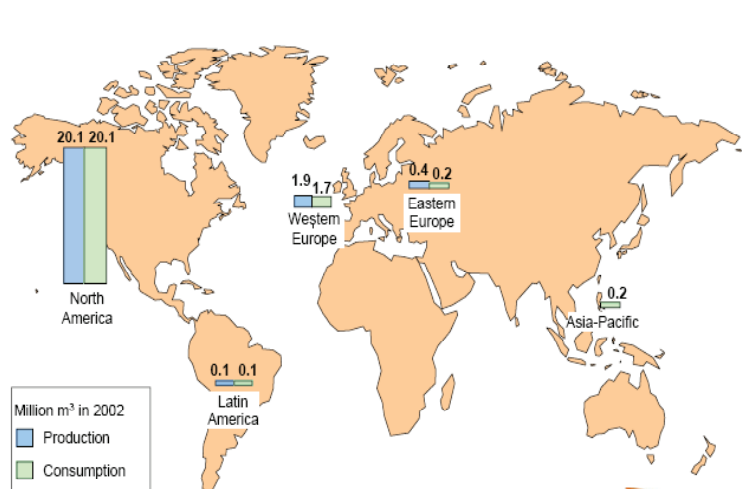 20.1 20.1
North
America
1.9 1.7
Western
Europe
0.4 0.2
Eastern
Europe
0.2
Asia-Pacific
0.1 0.1
Latin
America
Million m³ in 2002
Production
Consumption